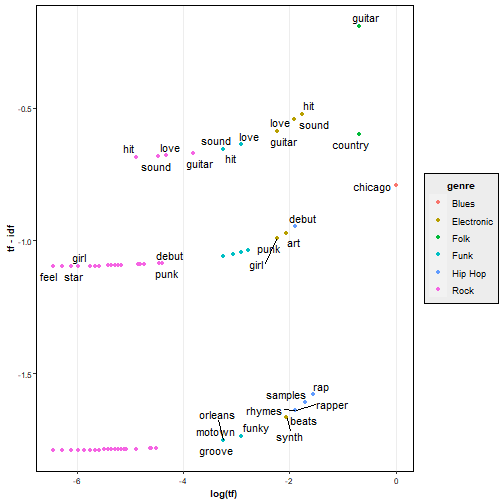 guitar
-0.5
hit
love
sound
guitar
sound
love
hit
hit
love
sound
guitar
country
chicago
tf - idf
-1.0
debut
art
punk
girl
girl
debut
feel
star
punk
-1.5
rap
samples
rhymes
rapper
beats
synth
orleans
motown
funky
groove
-6
-4
-2
0
log(tf)
genre
Blues
Electronic
Folk
Funk
Hip Hop
Rock